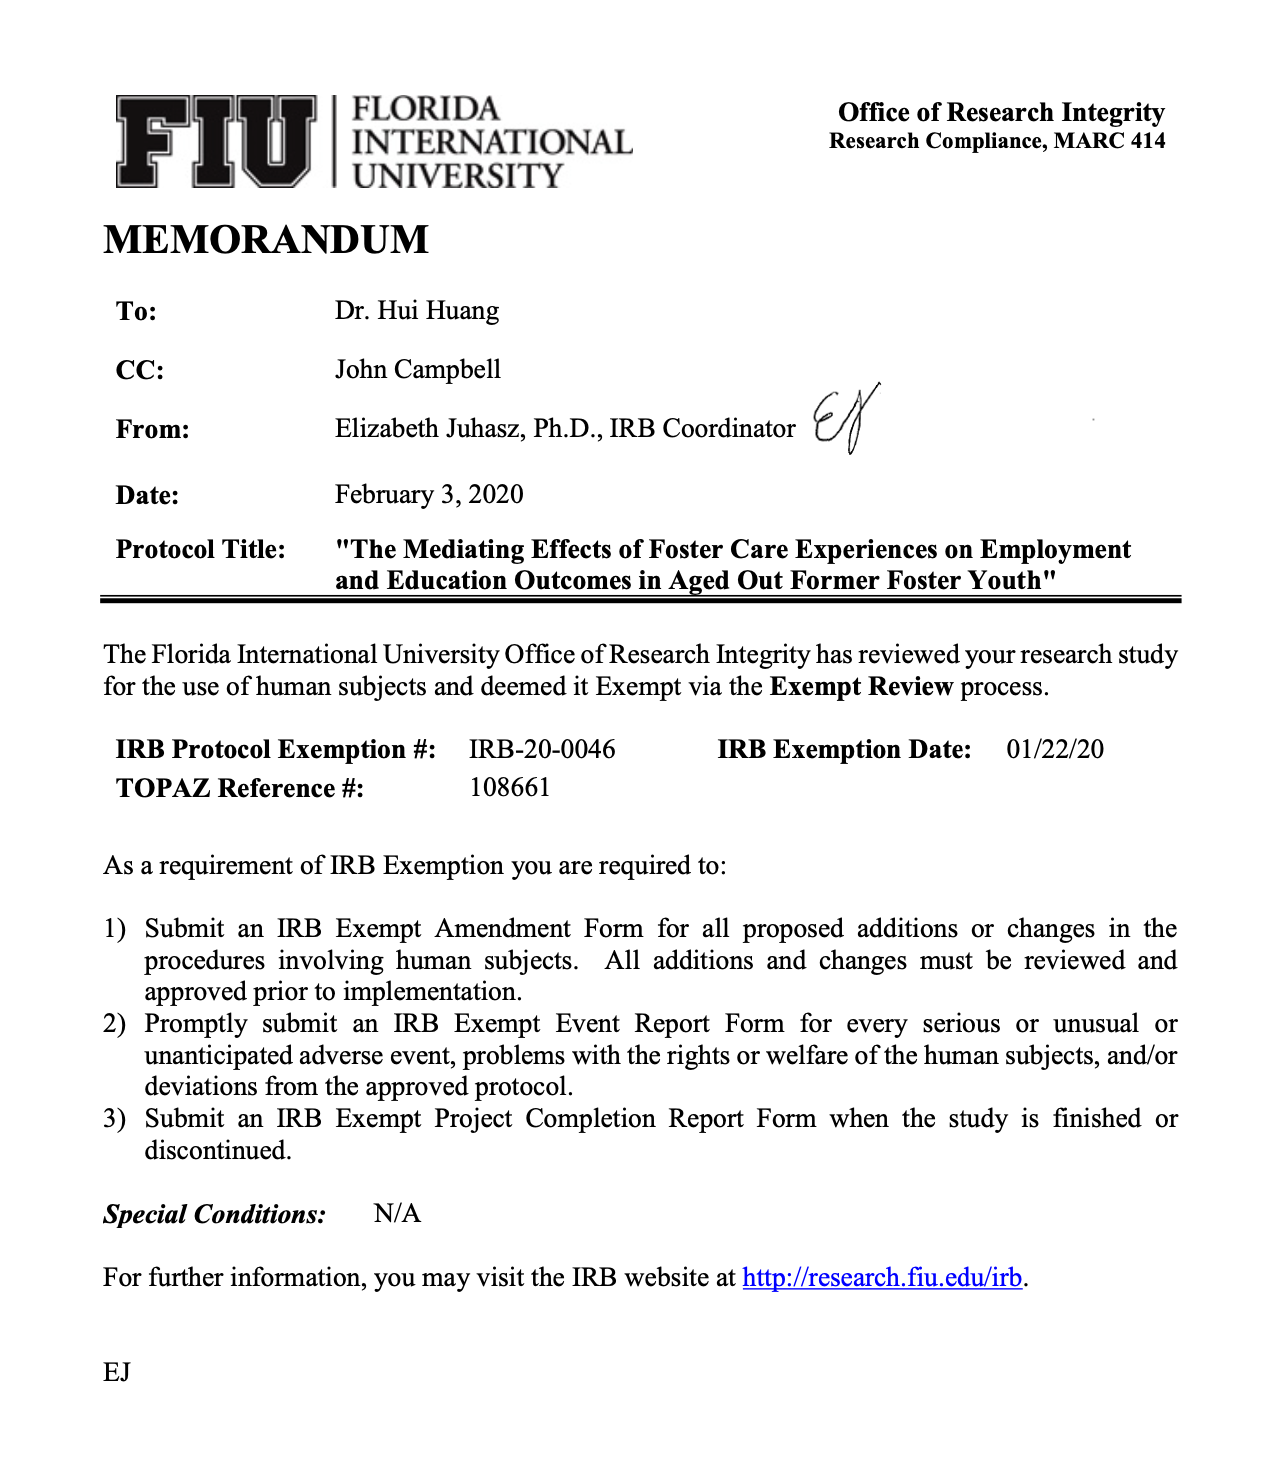 FIU
FLORIDA
INTERNATIONAL
UNIVERSITY
Office of Research Integrity
Research Compliance, MARC 414
MEMORANDUM
To: Dr. Hui Huang
CC: John Campbell
From: Elizabeth Juhasz, Ph.D., IRB Coordinator EJ
Date: February 3, 2020
Protocol Title: "The Mediating Effects of Foster Care Experiences on Employment
and Education Outcomes in Aged Out Former Foster Youth"
The Florida International University Office of Research Integrity has reviewed your research study
for the use of human subjects and deemed it Exempt via the Exempt Review process.
IRB Protocol Exemption #: IRB-20-0046 IRB Exemption Date: 01/22/20
TOPAZ Reference #: 108661
As a requirement of IRB Exemption you are required to:
1) Submit an IRB Exempt Amendment Form for all proposed additions or changes in the
procedures involving human subjects. All additions and changes must be reviewed and
approved prior to implementation.
2) Promptly submit an IRB Exempt Event Report Form for every serious or unusual or
unanticipated adverse event, problems with the rights or welfare of the human subjects, and/or
deviations from the approved protocol.
3) Submit an IRB Exempt Project Completion Report Form when the study is finished or
discontinued.
Special Conditions: N/A
For further information, you may visit the IRB website at http://research.fiu.edu/irb.
EJ